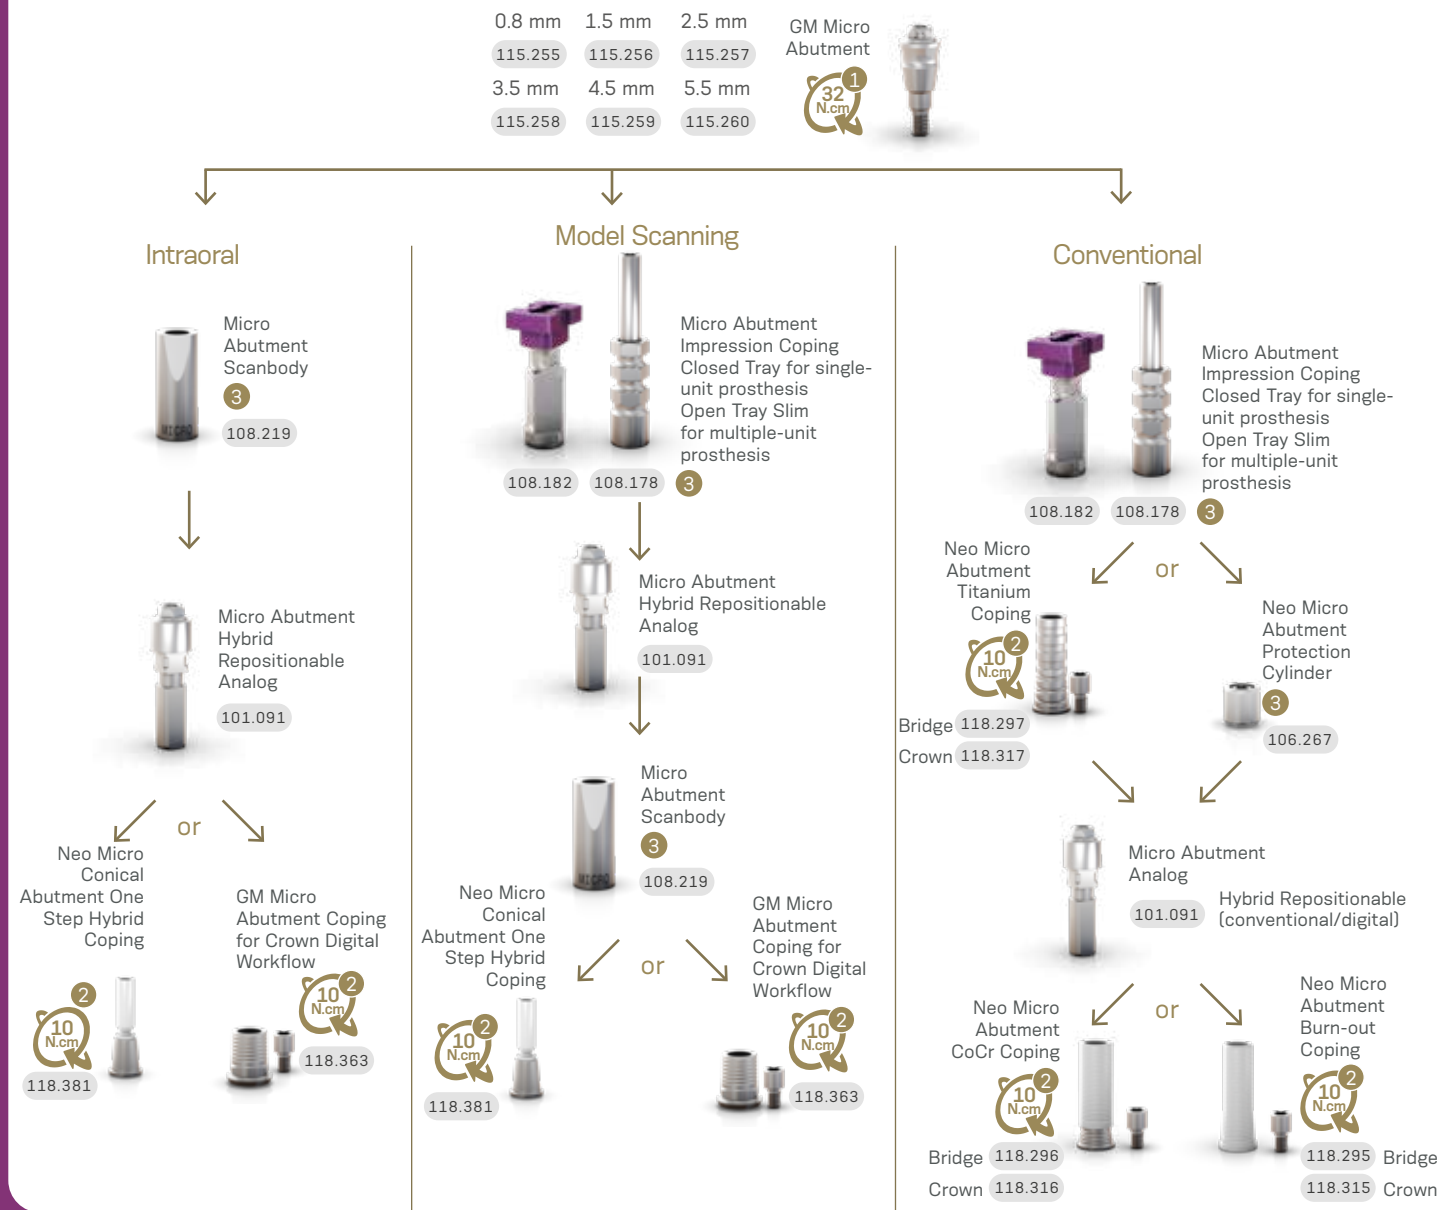 0.8 mm 1.5 mm 2.5 mm
115.255 115.256 115.257
3.5 mm 4.5 mm 5.5 mm
115.258 115.259 115.260
GM Micro
Abutment
1
32
N.cm
Intraoral
Micro
Abutment
Scanbody
3
108.219
MICRO
Micro Abutment
Hybrid
Repositionable
Analog
101.091
or
Neo Micro
Conical
Abutment One
Step Hybrid
Coping
2
10
N.cm
118.381
GM Micro
Abutment Coping
for Crown Digital
Workflow
2
10
N.cm
118.363
Model Scanning
Micro Abutment
Impression Coping
Closed Tray for single-
unit prosthesis
Open Tray Slim
for multiple-unit
prosthesis
108.182 108.178 3
Micro Abutment
Hybrid Repositionable
Analog
101.091
Micro
Abutment
Scanbody
3
108.219
MICRO
or
Neo Micro
Conical
Abutment One
Step Hybrid
Coping
2
10
N.cm
118.381
GM Micro
Abutment
Coping for
Crown Digital
Workflow
2
10
N.cm
118.363
Conventional
Micro Abutment
Impression Coping
Closed Tray for single-
unit prosthesis
Open Tray Slim
for multiple-unit
prosthesis
108.182 108.178 3
or
Neo Micro
Abutment
Titanium
Coping
2
10
N.cm
Bridge 118.297
Crown 118.317
Neo Micro
Abutment
Protection
Cylinder
3
106.267
Micro Abutment
Analog
101.091 Hybrid Repositionable
(conventional/digital)
or
Neo Micro
Abutment
CoCr Coping
2
10
N.cm
Bridge 118.296
Crown 118.316
Neo Micro
Abutment
Burn-out
Coping
2
10
N.cm
118.295 Bridge
118.315 Crown